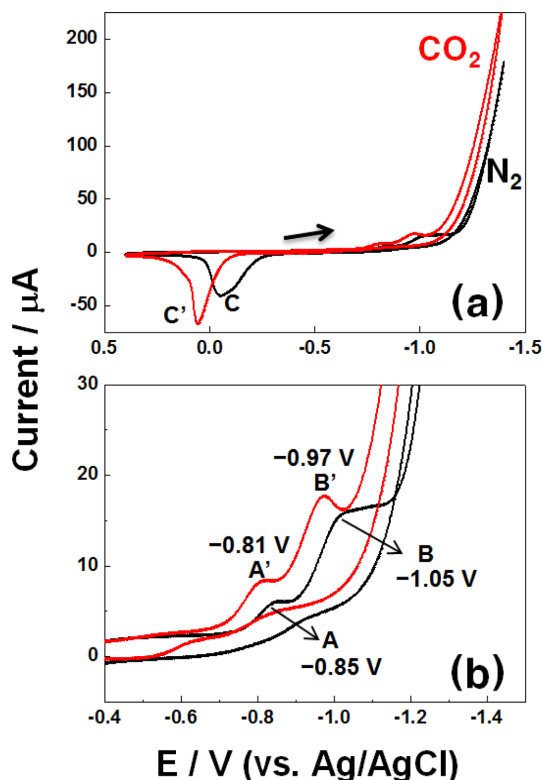 200
150
100
50
0
-50
CO₂
N₂
C'
C
(a)
0.5
0.0
-0.5
-1.0
-1.5
Current / μA
30
20
10
0
−0.97 V
B'
−0.81 V
A'
B
−1.05 V
A
−0.85 V
(b)
-0.4
-0.6
-0.8
-1.0
-1.2
-1.4
E / V (vs. Ag/AgCl)